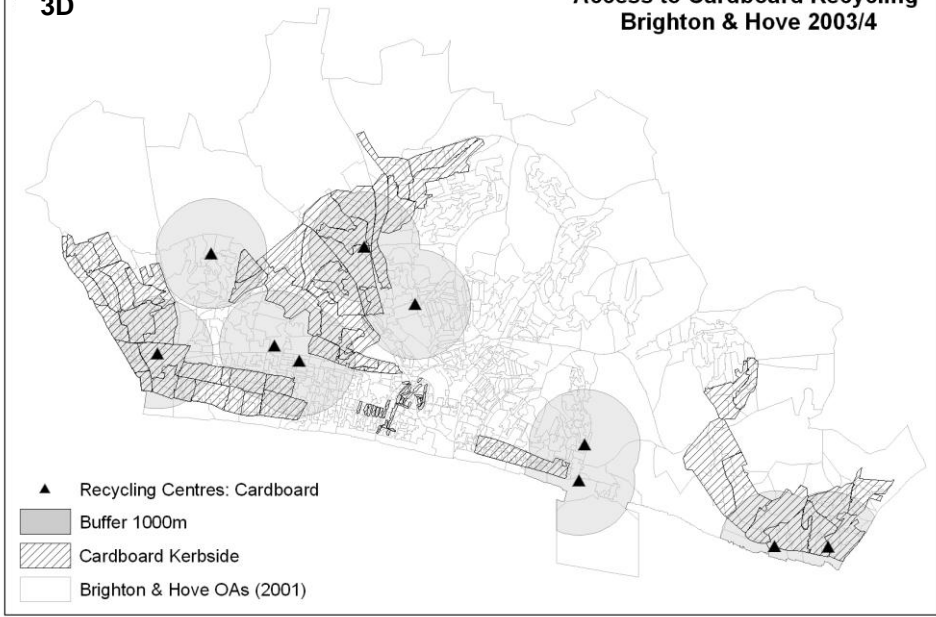 3D
Access to Cardboard Recycling
Brighton & Hove 2003/4
Recycling Centres: Cardboard
Buffer 1000m
Cardboard Kerbside
Brighton & Hove OAs (2001)